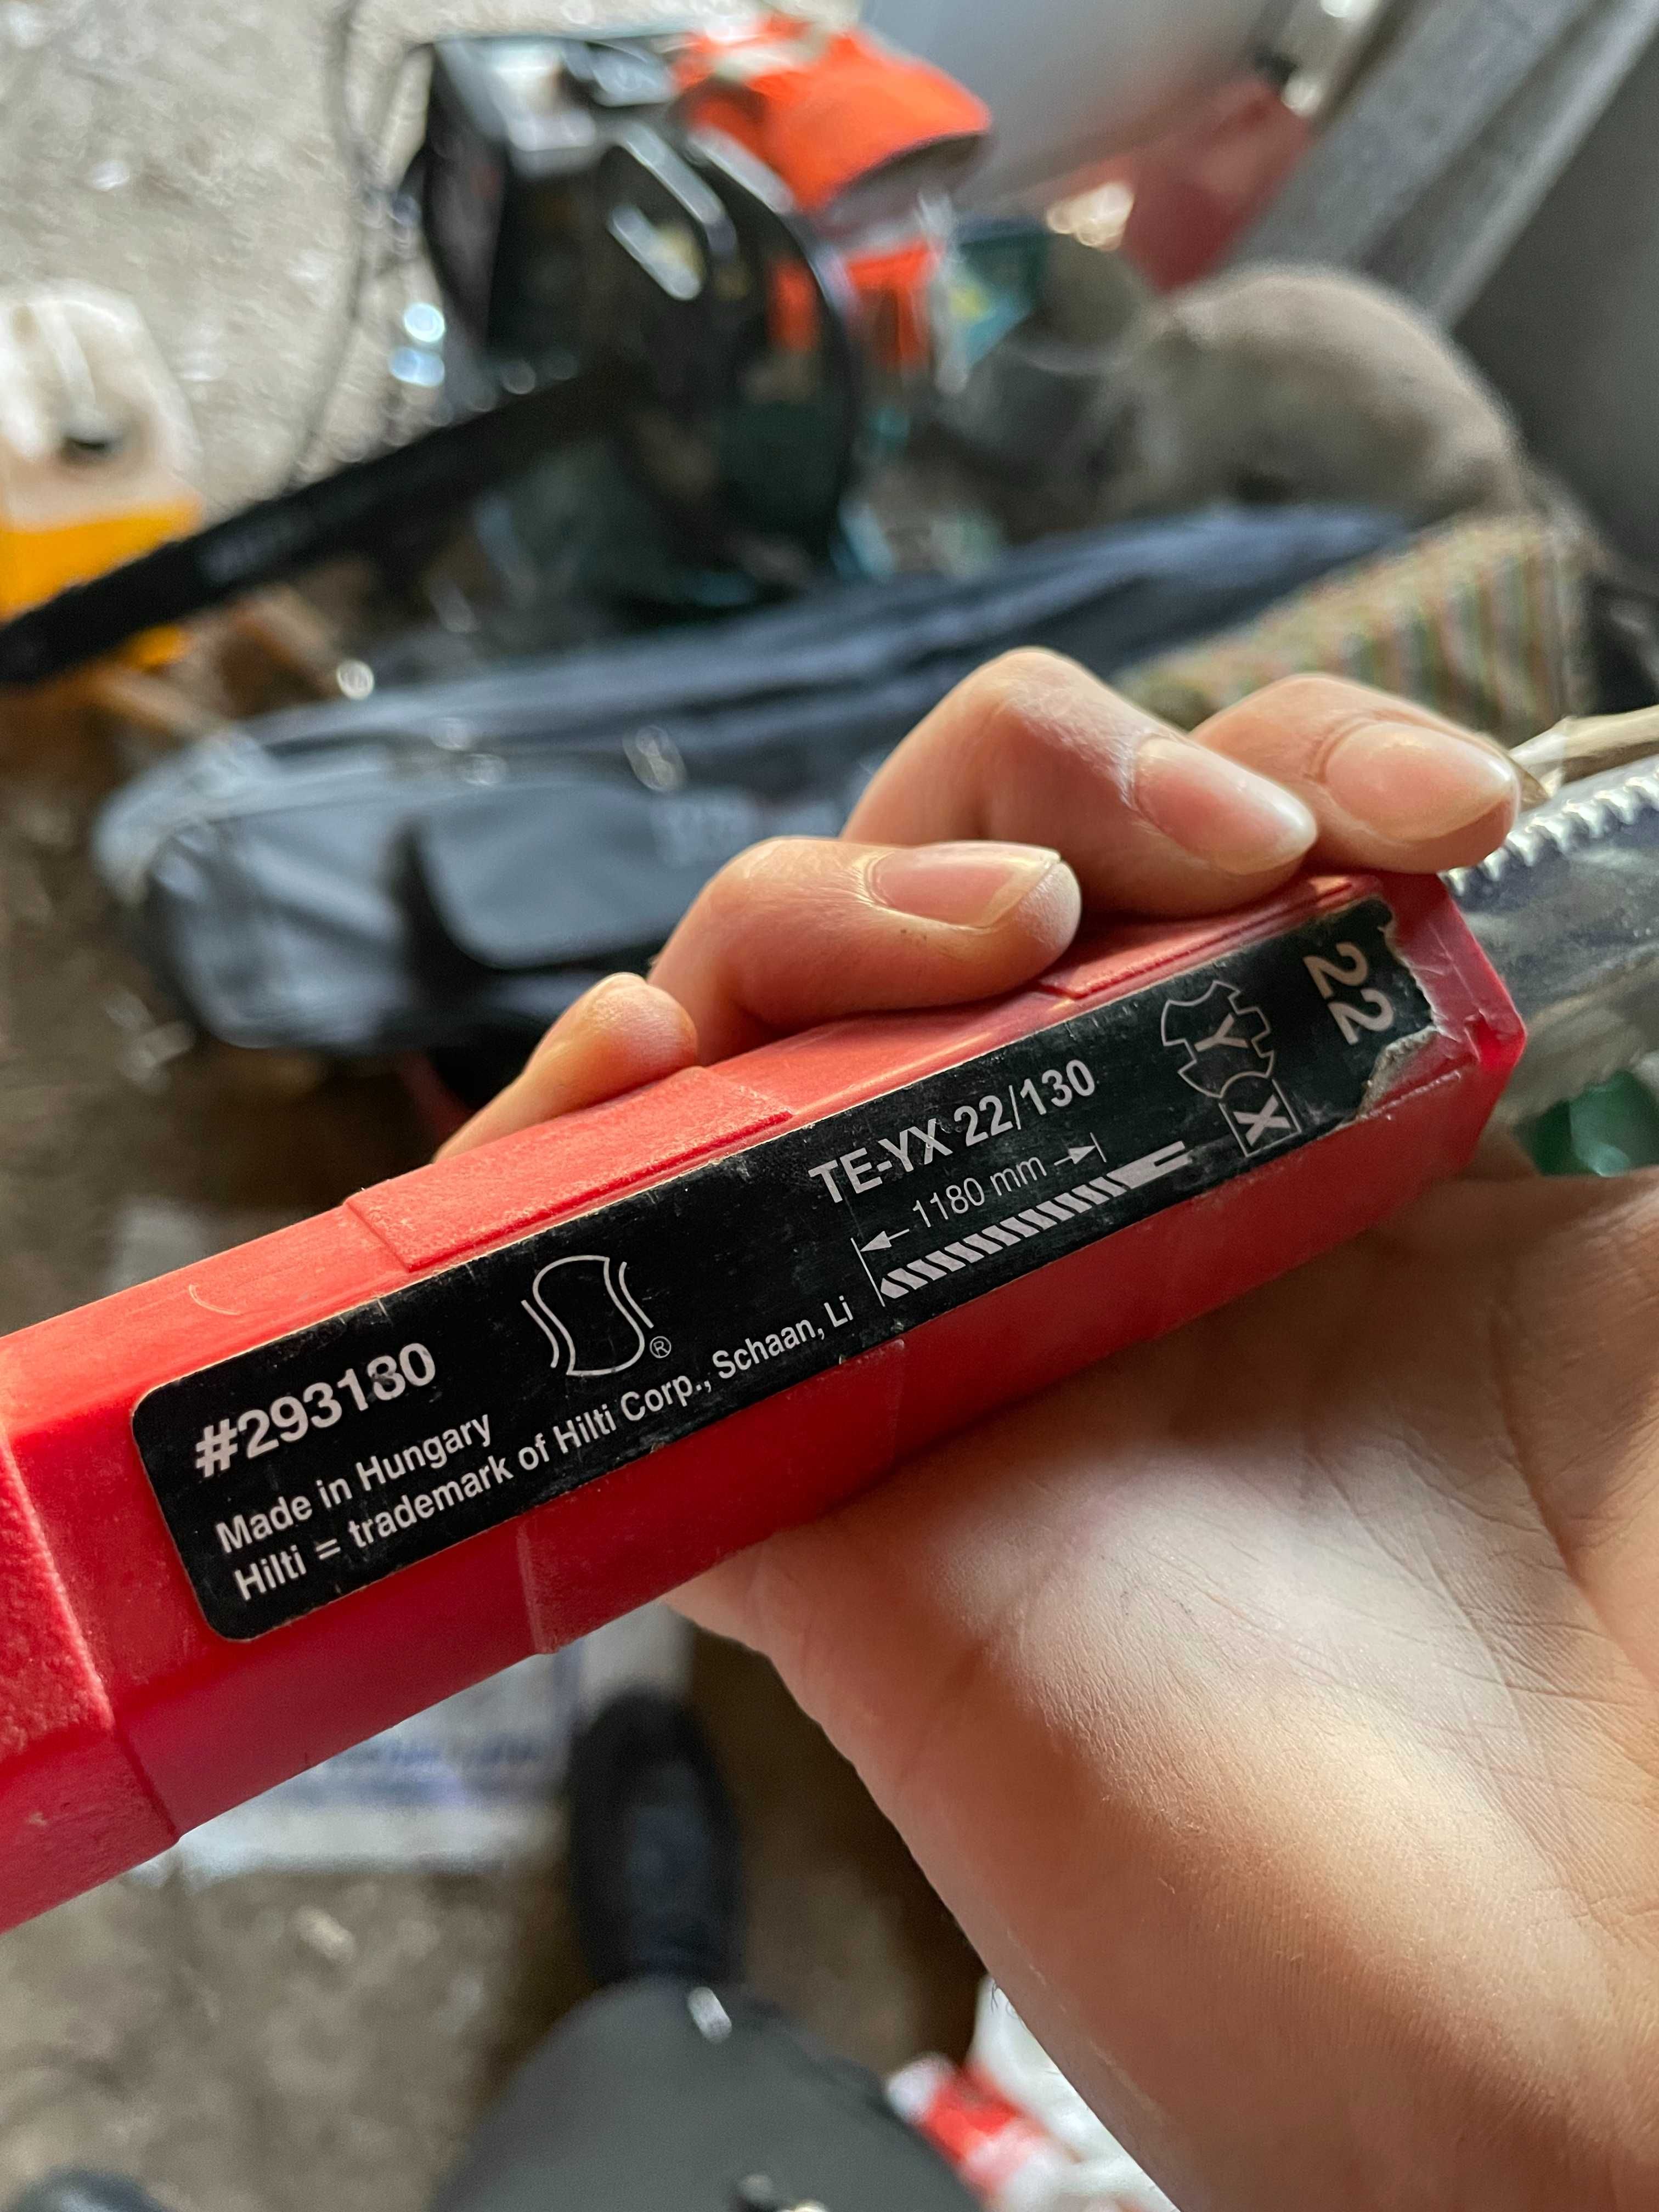 #293180
Made in Hungary
Hilti = trademark of Hilti Corp., Schaan, Li
®
TE-YX 22/130
1180 mm
Y
X
22